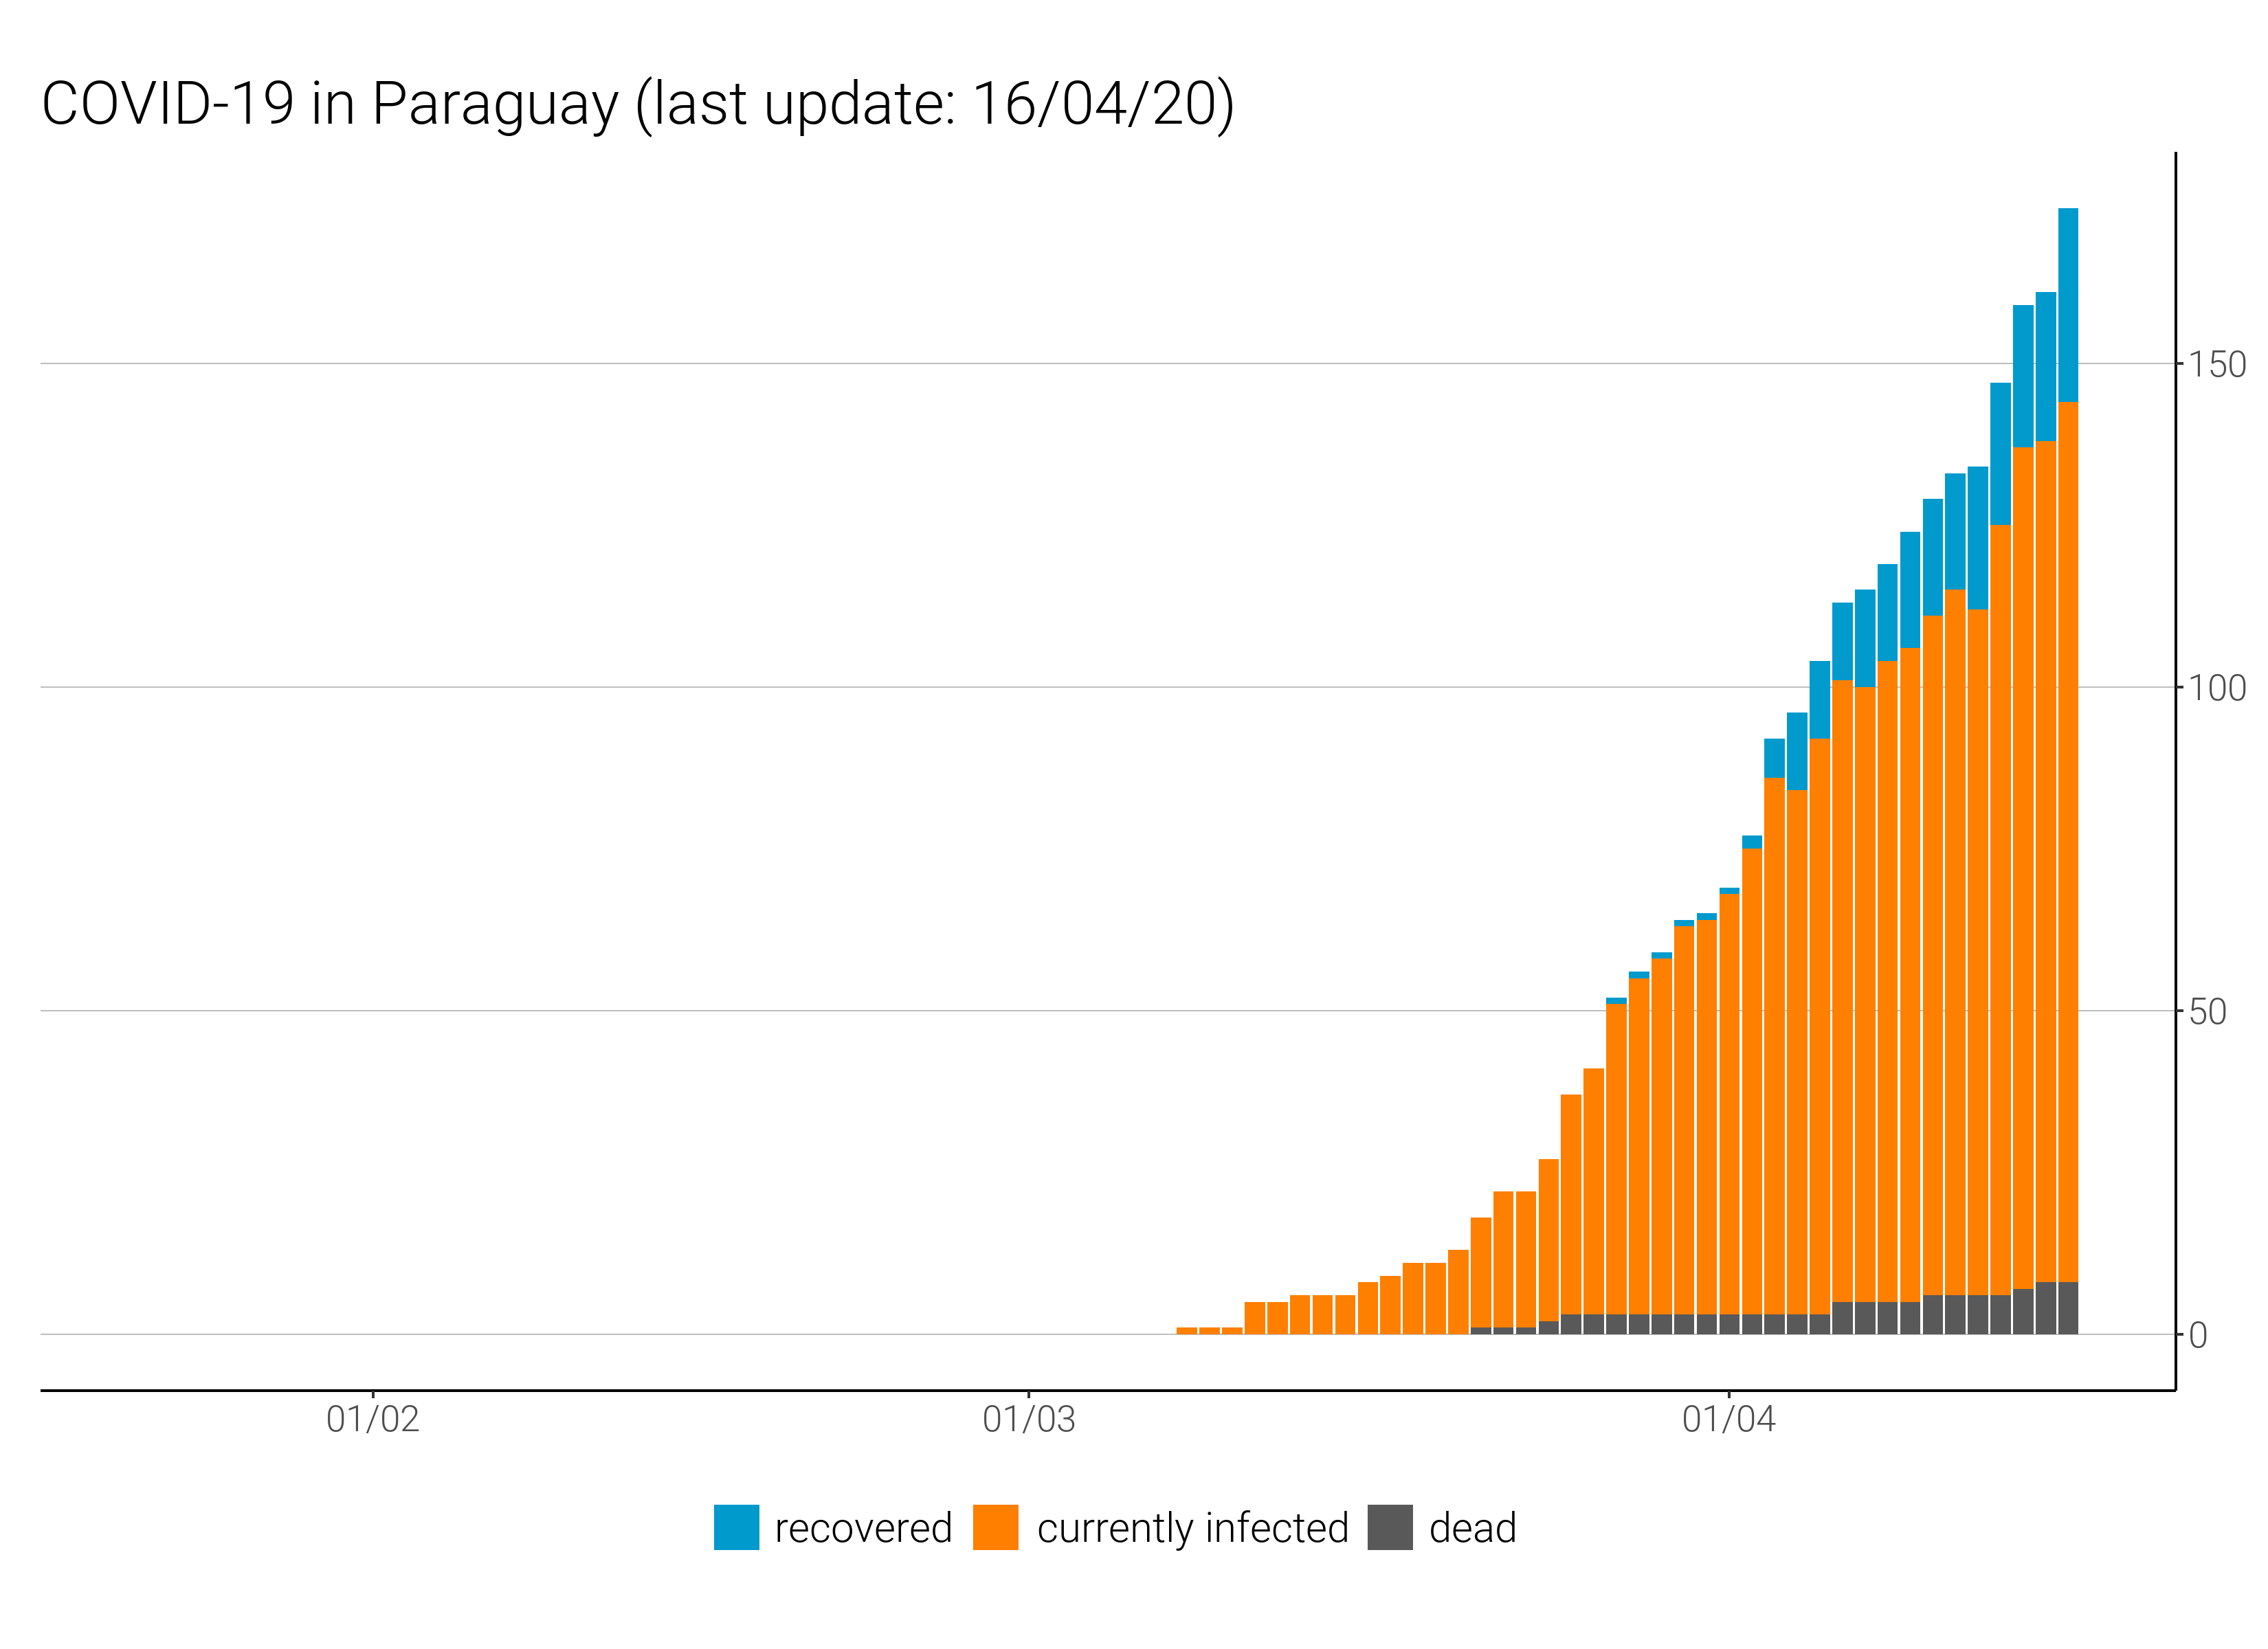 COVID-19 in Paraguay (last update: 16/04/20)
150
100
50
0
01/02 01/03 01/04
recovered currently infected dead